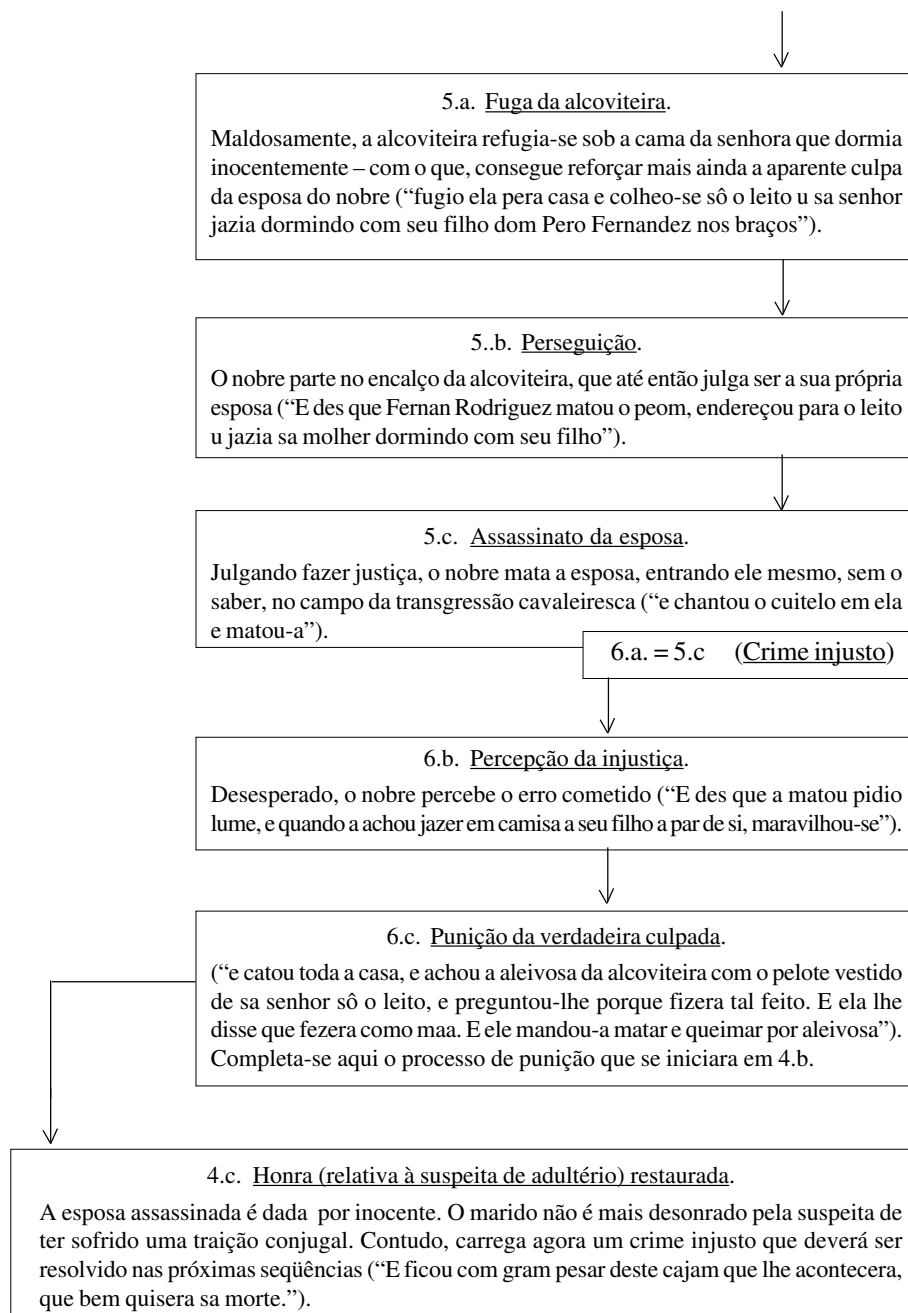 5.a. Fuga da alcoviteira.
Maldosamente, a alcoviteira refugia-se sob a cama da senhora que dormia
inocentemente – com o que, consegue reforçar mais ainda a aparente culpa
da esposa do nobre (“fugio ela pera casa e colheo-se sô o leito u sa senhor
jazia dormindo com seu filho dom Pero Fernandez nos braços”).
5..b. Perseguição.
O nobre parte no encalço da alcoviteira, que até então julga ser a sua própria
esposa (“E des que Fernan Rodriguez matou o peom, endereçou para o leito
u jazia sa molher dormindo com seu filho”).
5.c. Assassinato da esposa.
Julgando fazer justiça, o nobre mata a esposa, entrando ele mesmo, sem o
saber, no campo da transgressão cavaleiresca (“e chantou o cuitelo em ela
e matou-a”).
6.a. = 5.c (Crime injusto)
6.b. Percepção da injustiça.
Desesperado, o nobre percebe o erro cometido (“E des que a matou pidio
lume, e quando a achou jazer em camisa a seu filho a par de si, maravilhou-se”).
6.c. Punição da verdadeira culpada.
(“e catou toda a casa, e achou a aleivosa da alcoviteira com o pelote vestido
de sa senhor sô o leito, e preguntou-lhe porque fizera tal feito. E ela lhe
disse que fezera como maa. E ele mandou-a matar e queimar por aleivosa”).
Completa-se aqui o processo de punição que se iniciara em 4.b.
4.c. Honra (relativa à suspeita de adultério) restaurada.
A esposa assassinada é dada por inocente. O marido não é mais desonrado pela suspeita de
ter sofrido uma traição conjugal. Contudo, carrega agora um crime injusto que deverá ser
resolvido nas próximas seqüências (“E ficou com gram pesar deste cajam que lhe acontecera,
que bem quisera sa morte.”).